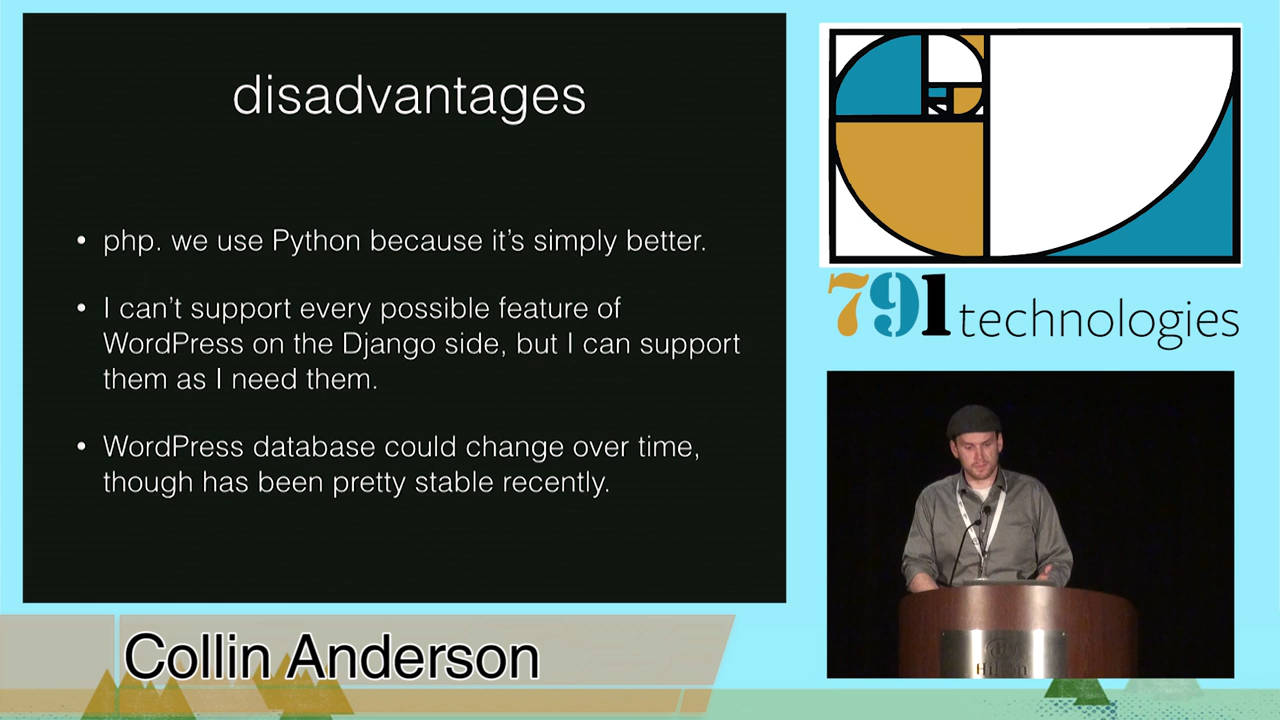 disadvantages
• php. we use Python because it's simply better.
• I can't support every possible feature of
WordPress on the Django side, but I can support
them as I need them.
• WordPress database could change over time,
though has been pretty stable recently.
791 technologies
Hilton
Collin Anderson